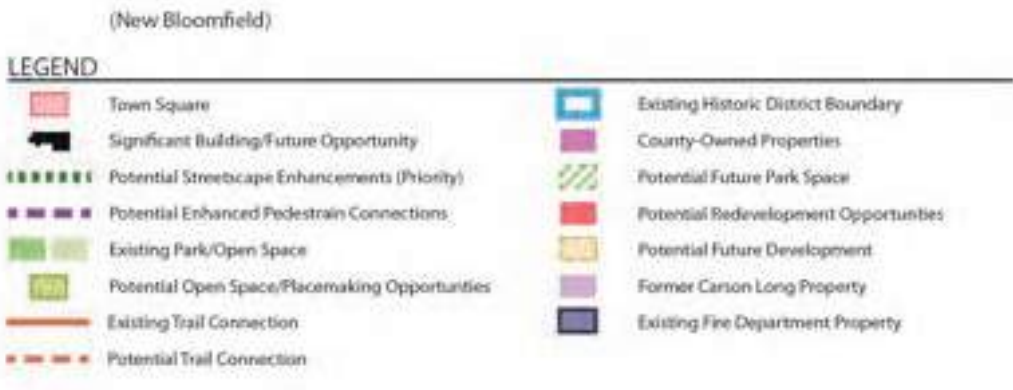 (New Bloomfield)
LEGEND
Town Square
Significant Building/Future Opportunity
Potential Streetscape Enhancements (Priority)
Potential Enhanced Pedestrain Connections
Existing Park/Open Space
Potential Open Space/Placemaking Opportunties
Existing Trail Connection
Potential Trail Connection
Existing Historic District Boundary
County-Owned Properties
Potential Future Park Space
Potential Redevelopment Opportunties
Potential Future Development
Former Carson Long Property
Existing Fire Department Property